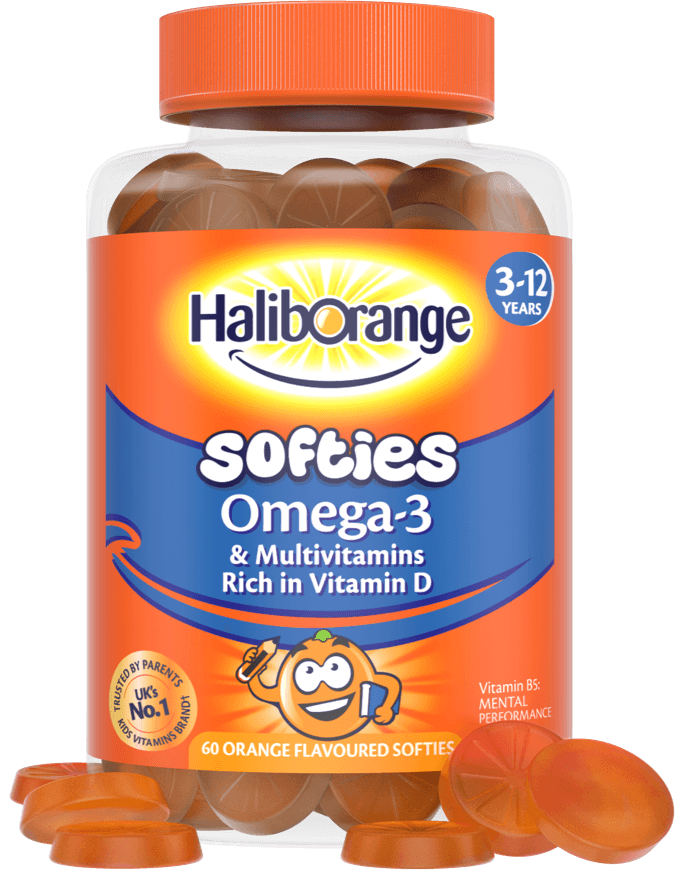 3-12
YEARS
Haliborange
softies
Omega-3
& Multivitamins
Rich in Vitamin D
TRUSTED BY PARENTS
UK's
No.1
KIDS VITAMINS BRAND†
Vitamin B5:
MENTAL
PERFORMANCE
60 ORANGE FLAVOURED SOFTIES